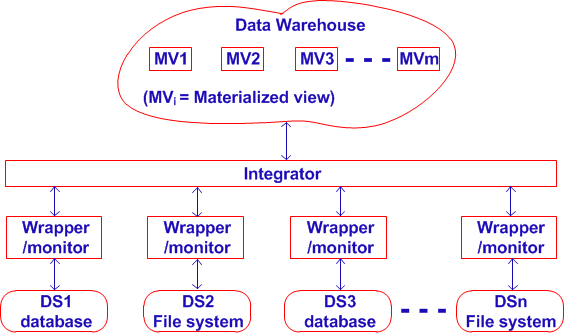 Data Warehouse
MV1 MV2 MV3 - - - MVm
(MVi = Materialized view)
Integrator
Wrapper /monitor
Wrapper /monitor
Wrapper /monitor
Wrapper /monitor
DS1 database
DS2 File system
DS3 database
- - -
DSn File system